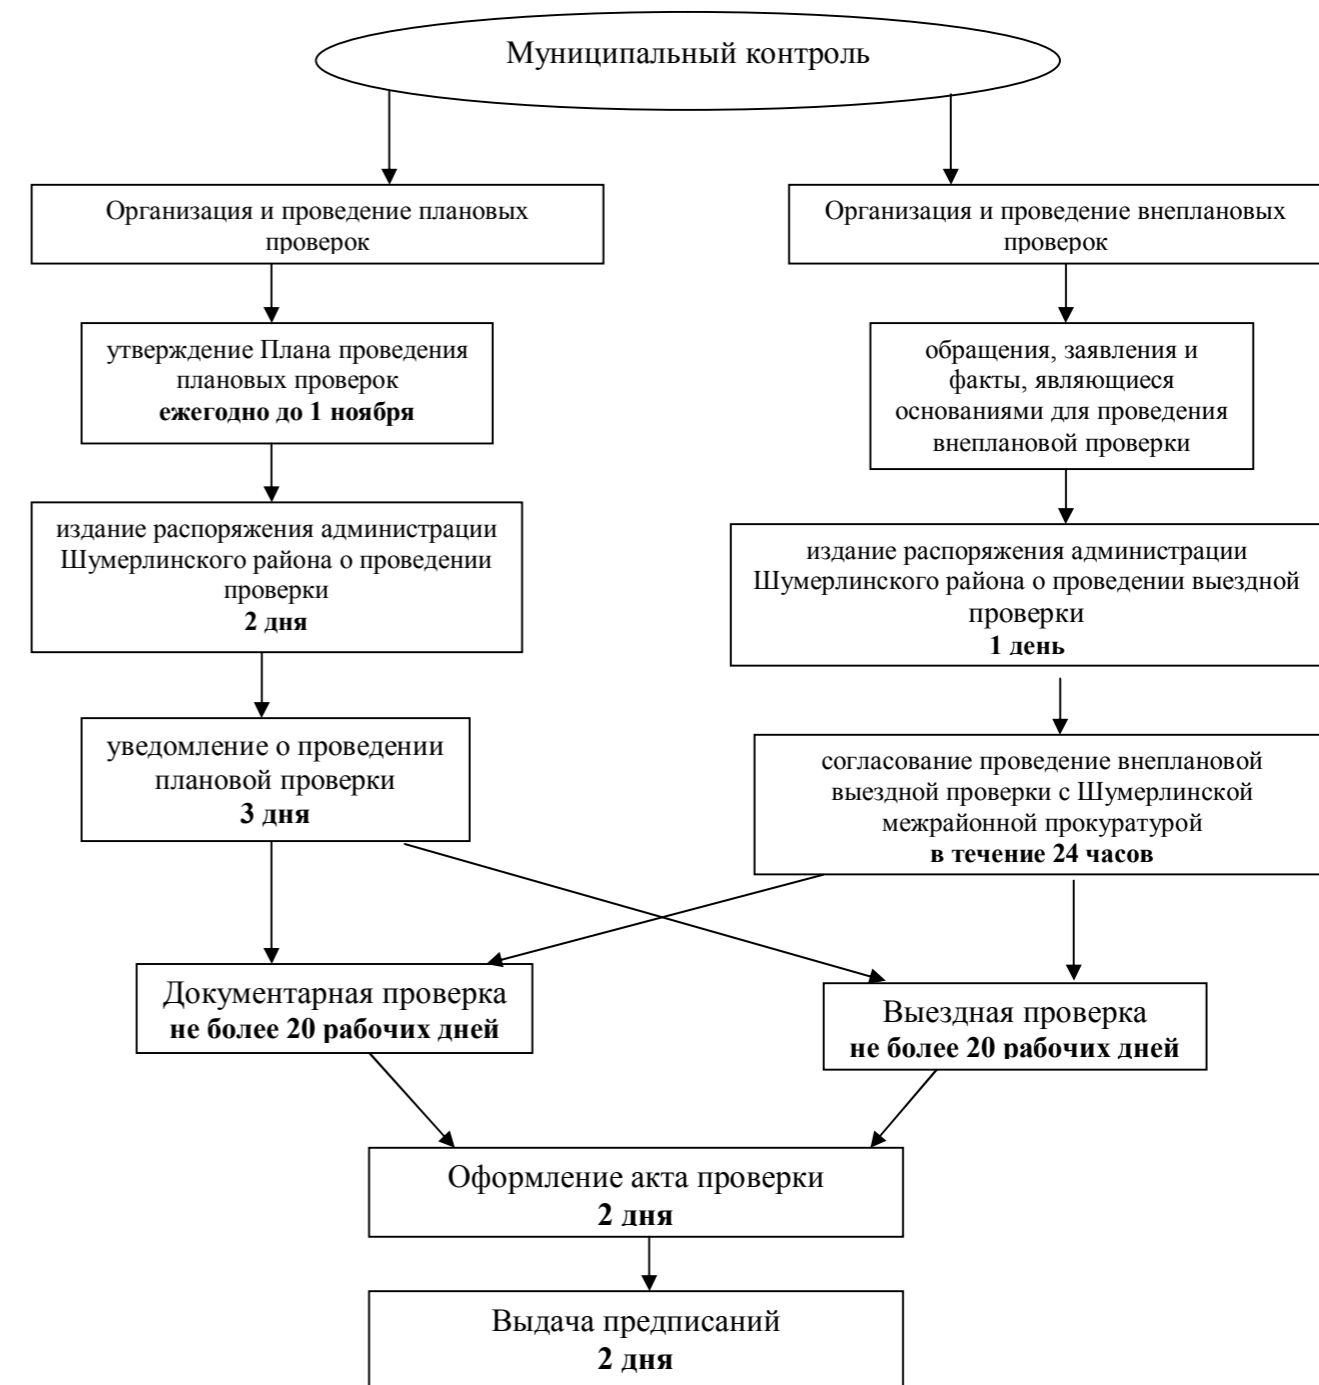 Муниципальный контроль
Организация и проведение плановых
проверок
Организация и проведение внеплановых
проверок
утверждение Плана проведения
плановых проверок
ежегодно до 1 ноября
обращения, заявления и
факты, являющиеся
основаниями для проведения
внеплановой проверки
издание распоряжения администрации
Шумерлинского района о проведении
проверки
2 дня
издание распоряжения администрации
Шумерлинского района о проведении выездной
проверки
1 день
уведомление о проведении
плановой проверки
3 дня
согласование проведение внеплановой
выездной проверки с Шумерлинской
межрайонной прокуратурой
в течение 24 часов
Документарная проверка
не более 20 рабочих дней
Выездная проверка
не более 20 рабочих дней
Оформление акта проверки
2 дня
Выдача предписаний
2 дня